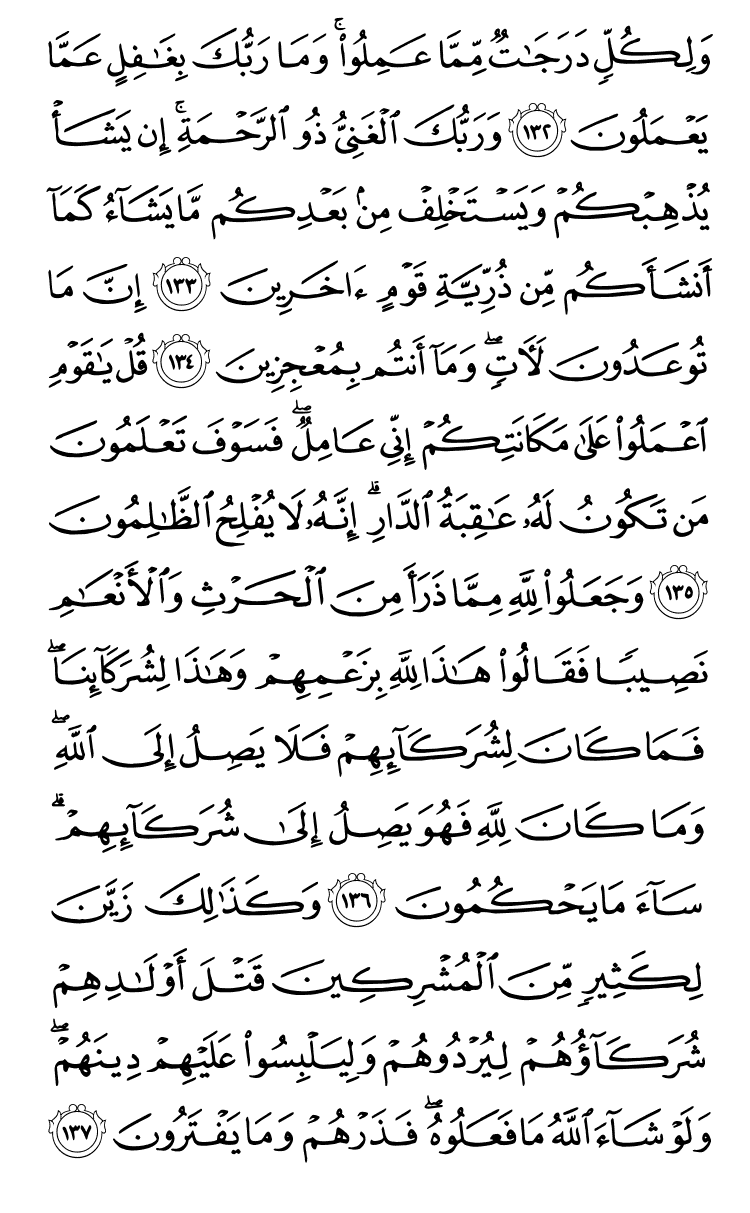 وَلِكُلّٖ دَرَجَٰتٞ مِّمَّا عَمِلُواْۚ وَمَا رَبُّكَ بِغَٰفِلٍ عَمَّا
يَعۡمَلُونَ ١٣٢ وَرَبُّكَ ٱلۡغَنِيُّ ذُو ٱلرَّحۡمَةِۚ إِن يَشَأۡ
يُذۡهِبۡكُمۡ وَيَسۡتَخۡلِفۡ مِنۢ بَعۡدِكُم مَّا يَشَآءُ كَمَآ
أَنشَأَكُم مِّن ذُرِّيَّةِ قَوۡمٍ ءَاخَرِينَ ١٣٣ إِنَّ مَا
تُوعَدُونَ لَأٓتٖۖ وَمَآ أَنتُم بِمُعۡجِزِينَ ١٣٤ قُلۡ يَٰقَوۡمِ
ٱعۡمَلُواْ عَلَىٰ مَكَانَتِكُمۡ إِنِّي عَامِلٞۖ فَسَوۡفَ تَعۡلَمُونَ
مَن تَكُونُ لَهُۥ عَٰقِبَةُ ٱلدَّارِۚ إِنَّهُۥ لَا يُفۡلِحُ ٱلظَّٰلِمُونَ
١٣٥ وَجَعَلُواْ لِلَّهِ مِمَّا ذَرَأَ مِنَ ٱلۡحَرۡثِ وَٱلۡأَنۡعَٰمِ
نَصِيبٗا فَقَالُواْ هَٰذَا لِلَّهِ بِزَعۡمِهِمۡ وَهَٰذَا لِشُرَكَآئِنَاۖ
فَمَا كَانَ لِشُرَكَآئِهِمۡ فَلَا يَصِلُ إِلَى ٱللَّهِۖ
وَمَا كَانَ لِلَّهِ فَهُوَ يَصِلُ إِلَىٰ شُرَكَآئِهِمۡۗ
سَآءَ مَا يَحۡكُمُونَ ١٣٦ وَكَذَٰلِكَ زَيَّنَ
لِكَثِيرٖ مِّنَ ٱلۡمُشۡرِكِينَ قَتۡلَ أَوۡلَٰدِهِمۡ
شُرَكَآؤُهُمۡ لِيُرۡدُوهُمۡ وَلِيَلۡبِسُواْ عَلَيۡهِمۡ دِينَهُمۡۖ
وَلَوۡ شَآءَ ٱللَّهُ مَا فَعَلُوهُۖ فَذَرۡهُمۡ وَمَا يَفۡتَرُونَ ١٣٧